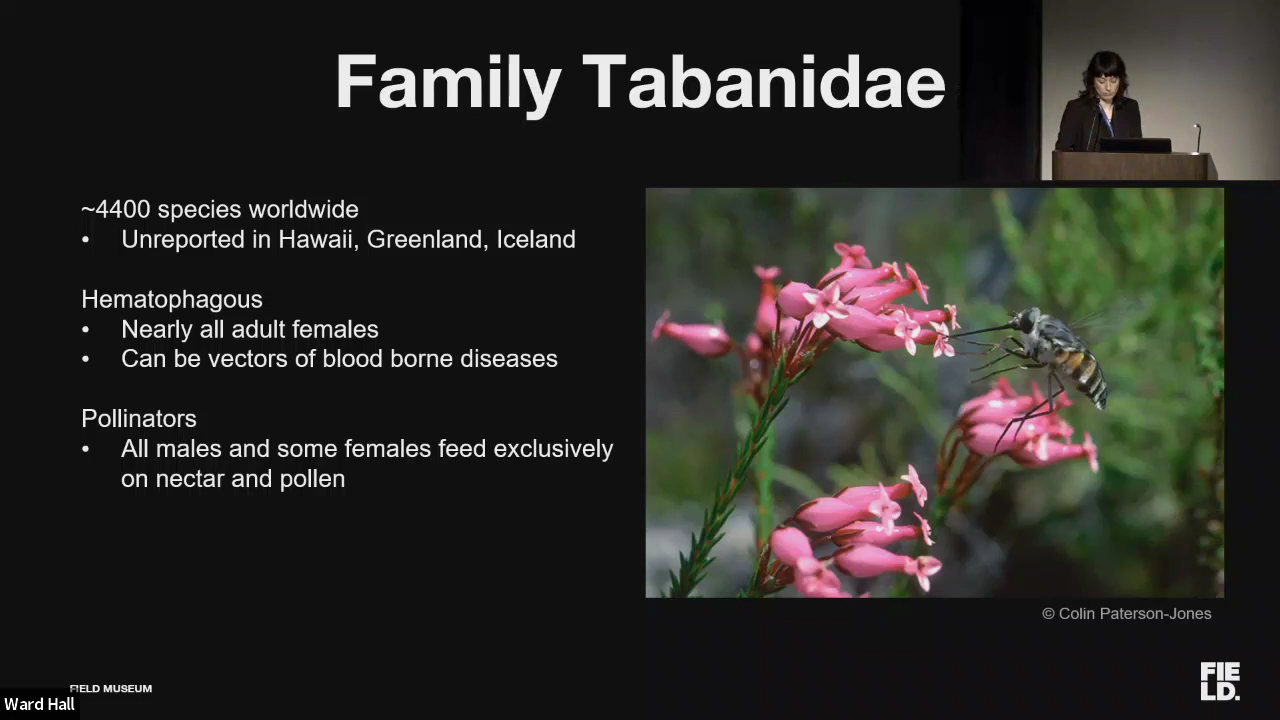 Family Tabanidae
~4400 species worldwide
• Unreported in Hawaii, Greenland, Iceland
Hematophagous
• Nearly all adult females
• Can be vectors of blood borne diseases
Pollinators
• All males and some females feed exclusively
on nectar and pollen
© Colin Paterson-Jones
FIELD MUSEUM
Ward Hall
FIE
LD.